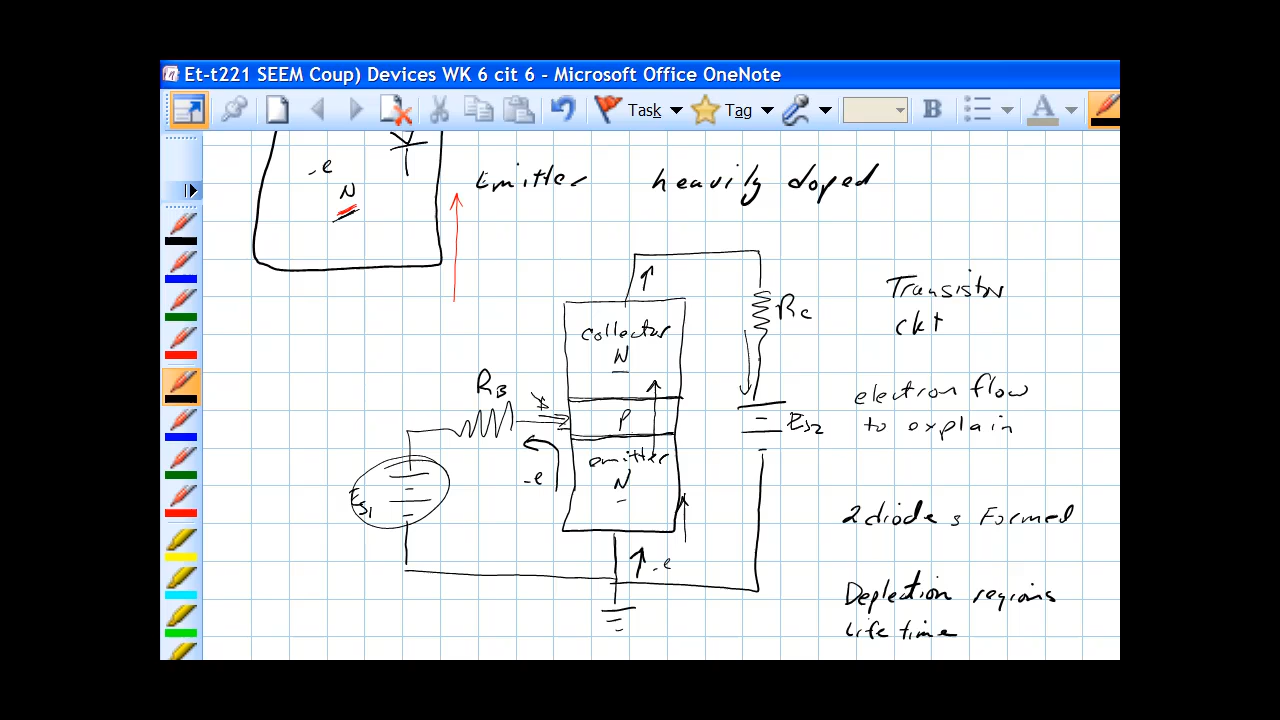 Et-t221 SEEM Coup) Devices WK 6 cit 6 - Microsoft Office OneNote
Task Tag B A
-e
N
Emitter heavily doped
Transistor
ckt
RC
collector
N
electron flow
to explain
RB
P
ES2
emitter
N
-e
ES1
2 diodes Formed
-e
Deplection regions
Life time